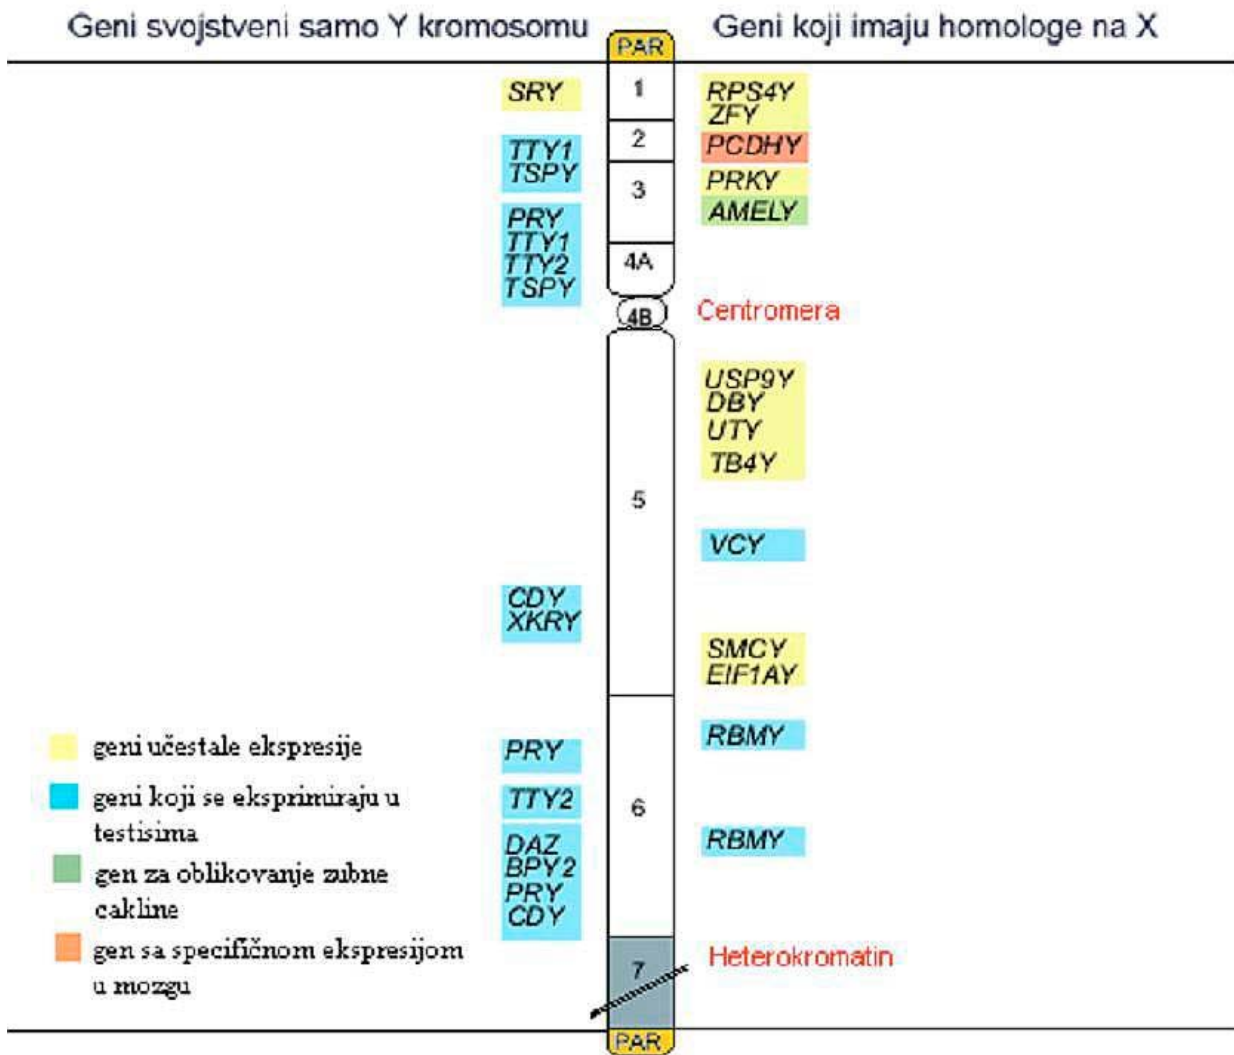 Geni svojstveni samo Y kromosomu
PAR
Geni koji imaju homologe na X
SRY
1
RPS4Y
ZFY
2
TTY1
TSPY
PCDHY
3
PRKY
AMELY
PRY
TTY1
TTY2
TSPY
4A
4B
Centromera
USP9Y
DBY
UTY
TB4Y
5
VCY
CDY
XKRY
SMCY
EIF1AY
geni učestale ekspresije
geni koji se eksprimiraju u
testisima
gen za oblikovanje zubne
cakline
gen sa specifičnom ekspresijom
u mozgu
PRY
TTY2
DAZ
BPY2
PRY
CDY
6
RBMY
RBMY
7
Heterokromatin
PAR